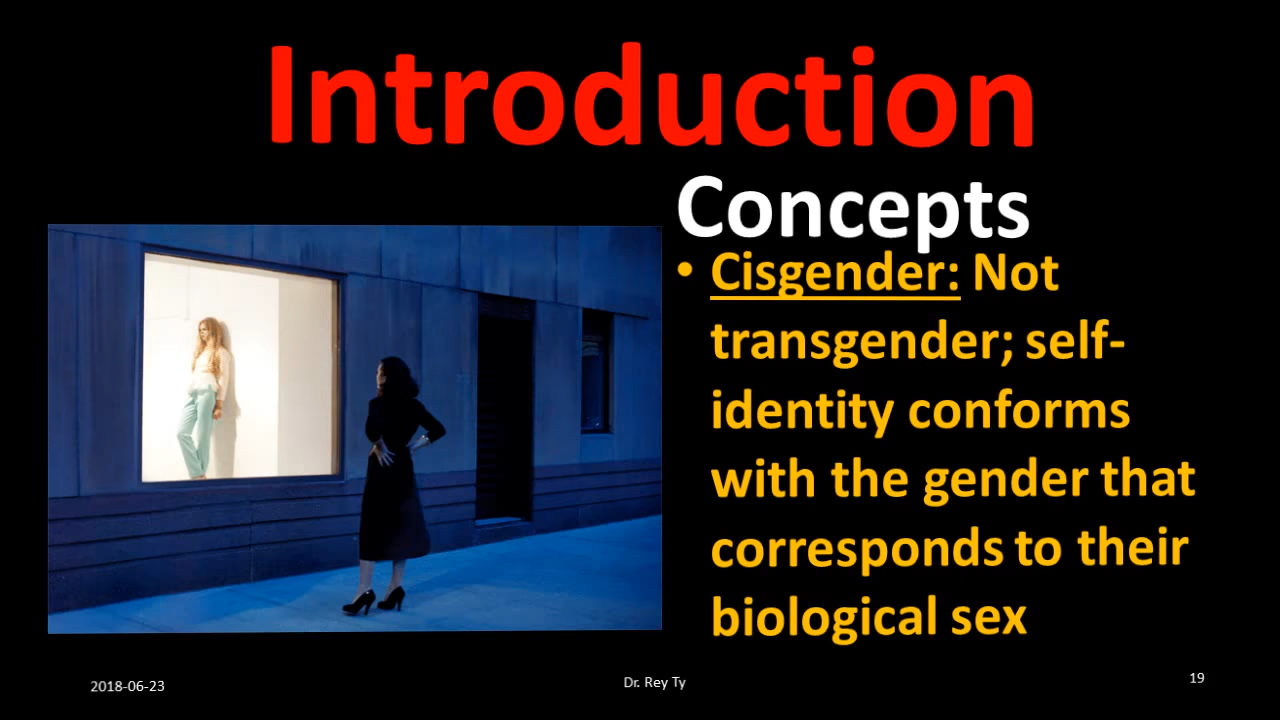 Introduction
Concepts
• Cisgender: Not
transgender; self-
identity conforms
with the gender that
corresponds to their
biological sex
2018-06-23
Dr. Rey Ty
19